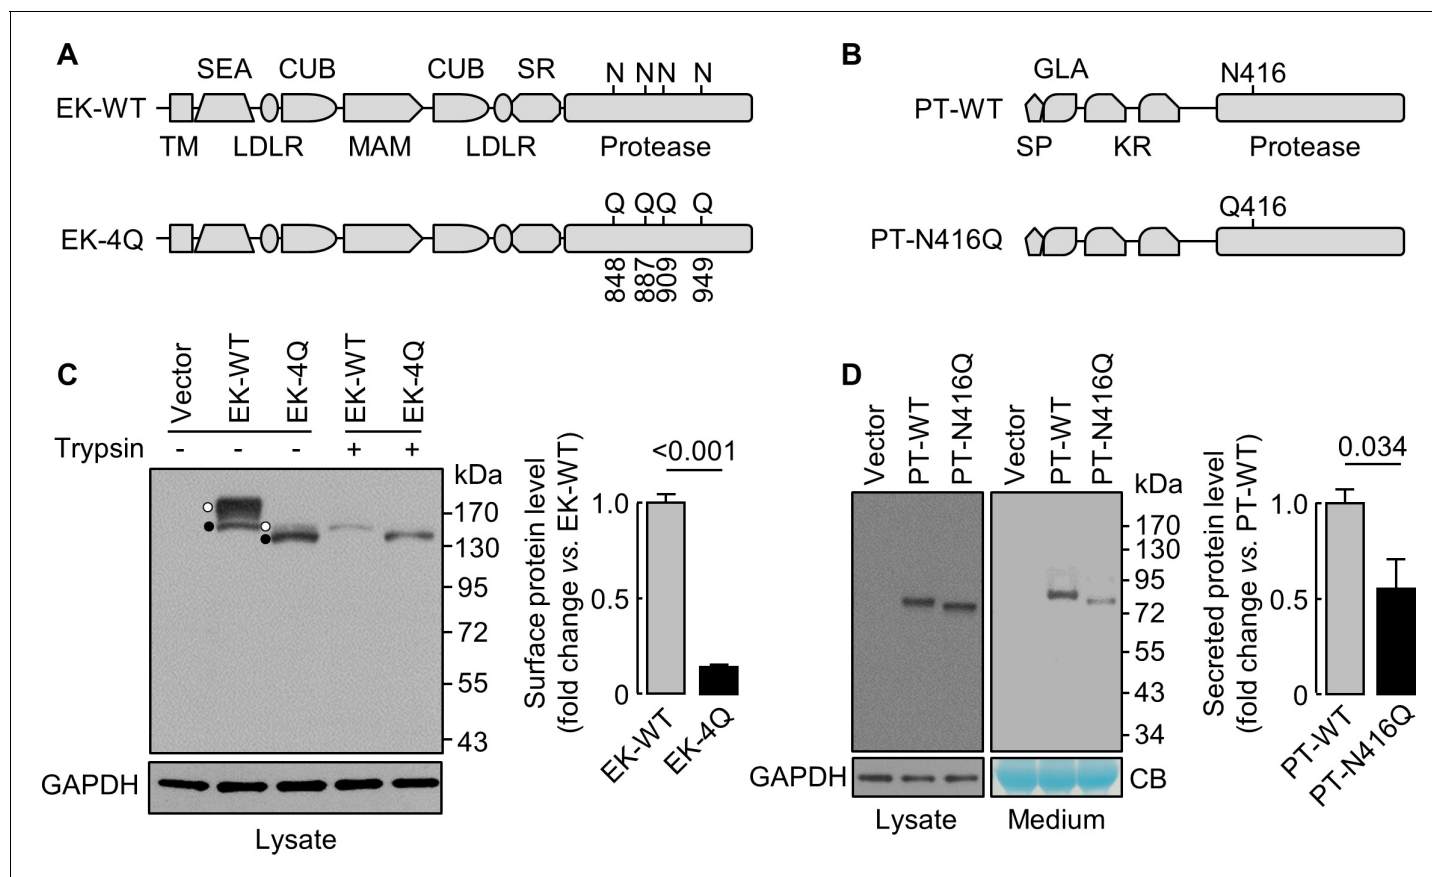 A
SEA CUB CUB SR N N N N
EK-WT
TM LDLR MAM LDLR Protease
Q Q Q Q
EK-4Q
848 887 909 949
B
GLA N416
PT-WT
SP KR Protease
Q416
PT-N416Q
C
Vector EK-WT EK-4Q EK-WT EK-4Q
Trypsin - - - + +
kDa
170
130
95
72
55
43
GAPDH
Lysate
Surface protein level
(fold change vs. EK-WT)
<0.001
1.0
0.5
0
EK-WT EK-4Q
D
Vector PT-WT PT-N416Q Vector PT-WT PT-N416Q
kDa
170
130
95
72
55
43
34
GAPDH CB
Lysate Medium
Secreted protein level
(fold change vs. PT-WT)
0.034
1.0
0.5
0
PT-WT PT-N416Q